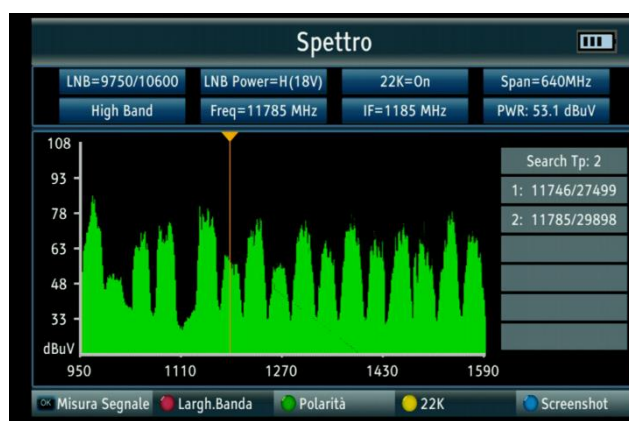 Spettro
LNB=9750/10600 LNB Power=H(18V) 22K=On Span=640MHz
High Band Freq=11785 MHz IF=1185 MHz PWR: 53.1 dBuV
108
93
78
63
48
33
dBuV
950 1110 1270 1430 1590
Search Tp: 2
1: 11746/27499
2: 11785/29898
OK Misura Segnale Largh.Banda Polarità 22K Screenshot